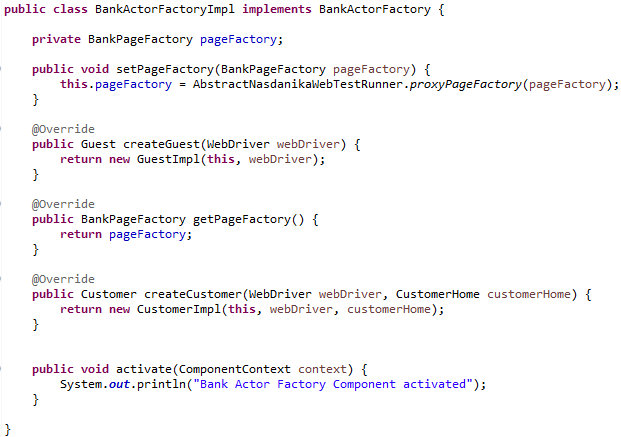 public class BankActorFactoryImpl implements BankActorFactory {
private BankPageFactory pageFactory;
public void setPageFactory(BankPageFactory pageFactory) {
this.pageFactory = AbstractNasdanikaWebTestRunner.proxyPageFactory(pageFactory);
}
@Override
public Guest createGuest(WebDriver webDriver) {
return new GuestImpl(this, webDriver);
}
@Override
public BankPageFactory getPageFactory() {
return pageFactory;
}
@Override
public Customer createCustomer(WebDriver webDriver, CustomerHome customerHome) {
return new CustomerImpl(this, webDriver, customerHome);
}
public void activate(ComponentContext context) {
System.out.println("Bank Actor Factory Component activated");
}
}